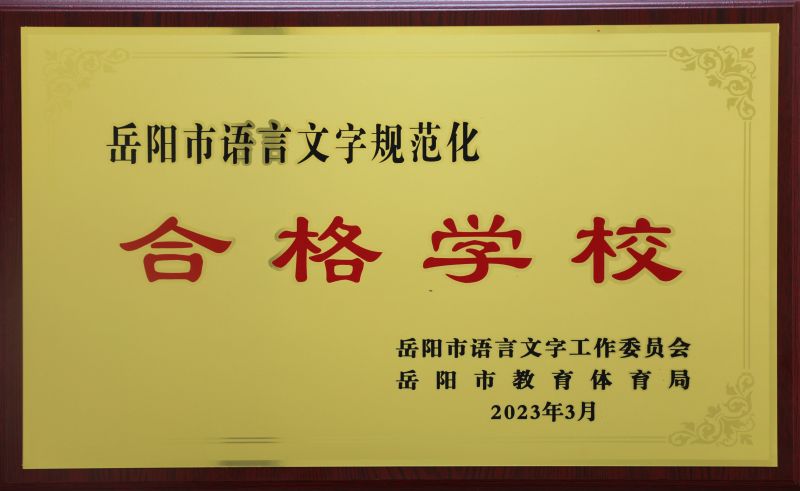 岳阳市语言文字规范化
合格学校
岳阳市语言文字工作委员会
岳阳市教育体育局
2023年3月